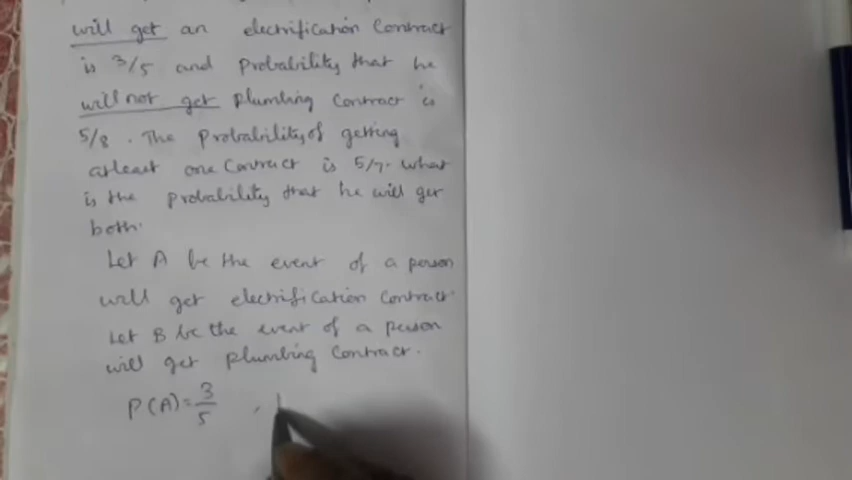 will get an electrification Contract
is 3/5 and Probability that he
will not get Plumbing Contract is
5/8. The Probability of getting
atleast one Contract is 5/7. what
is the probability that he will get
both.
Let A be the event of a person
will get electrification Contract.
Let B be the event of a person
will get plumbing Contract.
P(A) = 3/5 ,